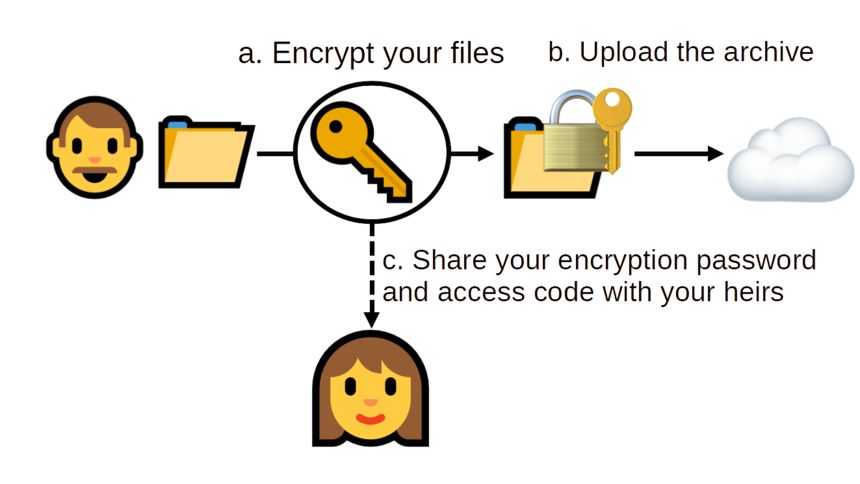 a. Encrypt your files
b. Upload the archive
c. Share your encryption password
and access code with your heirs